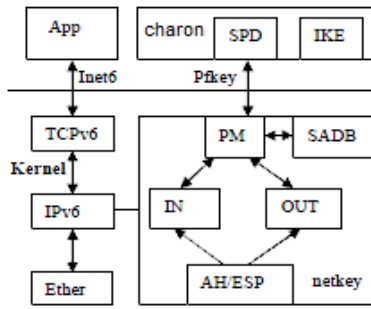 App
charon
SPD
IKE
Inet6
Pfkey
TCPv6
PM
SADB
Kernel
IPv6
IN
OUT
Ether
AH/ESP
netkey